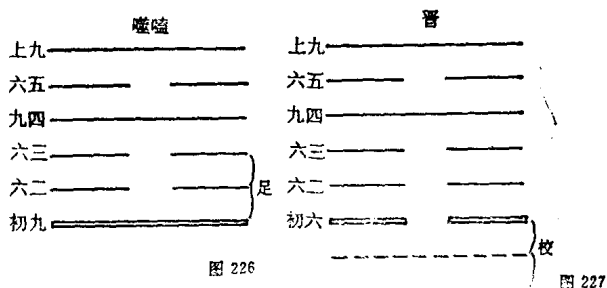 噬嗑
上九
六五
九四
六三
六二
足
初九
图 226
晋
上九
六五
九四
六三
六二
初六
校
图 227